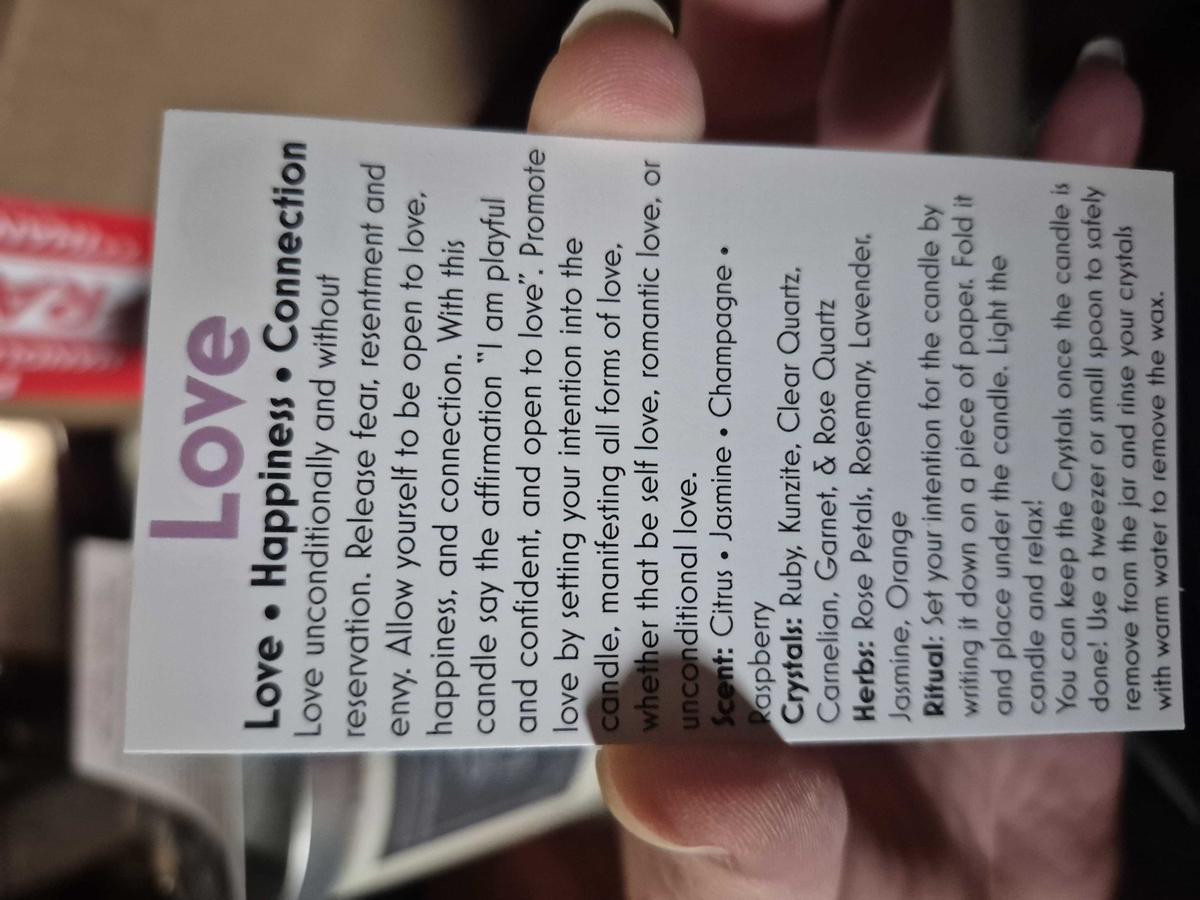 Love
Love • Happiness • Connection
Love unconditionally and without
reservation. Release fear, resentment and
envy. Allow yourself to be open to love,
happiness, and connection. With this
candle say the affirmation "I am playful
and confident, and open to love". Promote
love by setting your intention into the
candle, manifesting all forms of love,
whether that be self love, romantic love, or
unconditional love.
Scent: Citrus • Jasmine • Champagne •
Raspberry
Crystals: Ruby, Kunzite, Clear Quartz,
Carnelian, Garnet, & Rose Quartz
Herbs: Rose Petals, Rosemary, Lavender,
Jasmine, Orange
Ritual: Set your intention for the candle by
writing it down on a piece of paper. Fold it
and place under the candle. Light the
candle and relax!
You can keep the Crystals once the candle is
done! Use a tweezer or small spoon to safely
remove from the jar and rinse your crystals
with warm water to remove the wax.